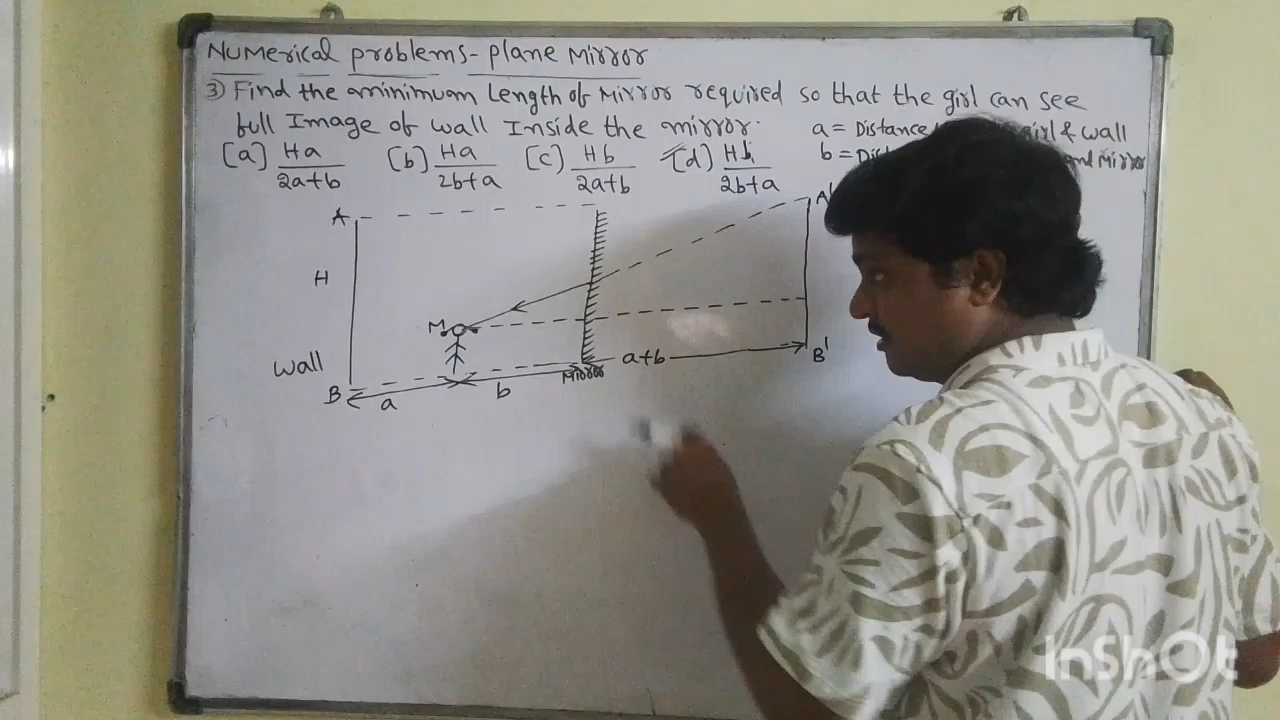 Numerical problems - plane Mirror
③ Find the minimum length of Mirror required so that the girl can see
full Image of wall Inside the mirror.
a = Distance girl & wall
b = and Mirror
(a) Ha/2a+b (b) Ha/2b+a (c) Hb/2a+b (d) Hb/2b+a
A
A'
H
M
wall
B
a
b
Mirror
a+b
B'
InShOt